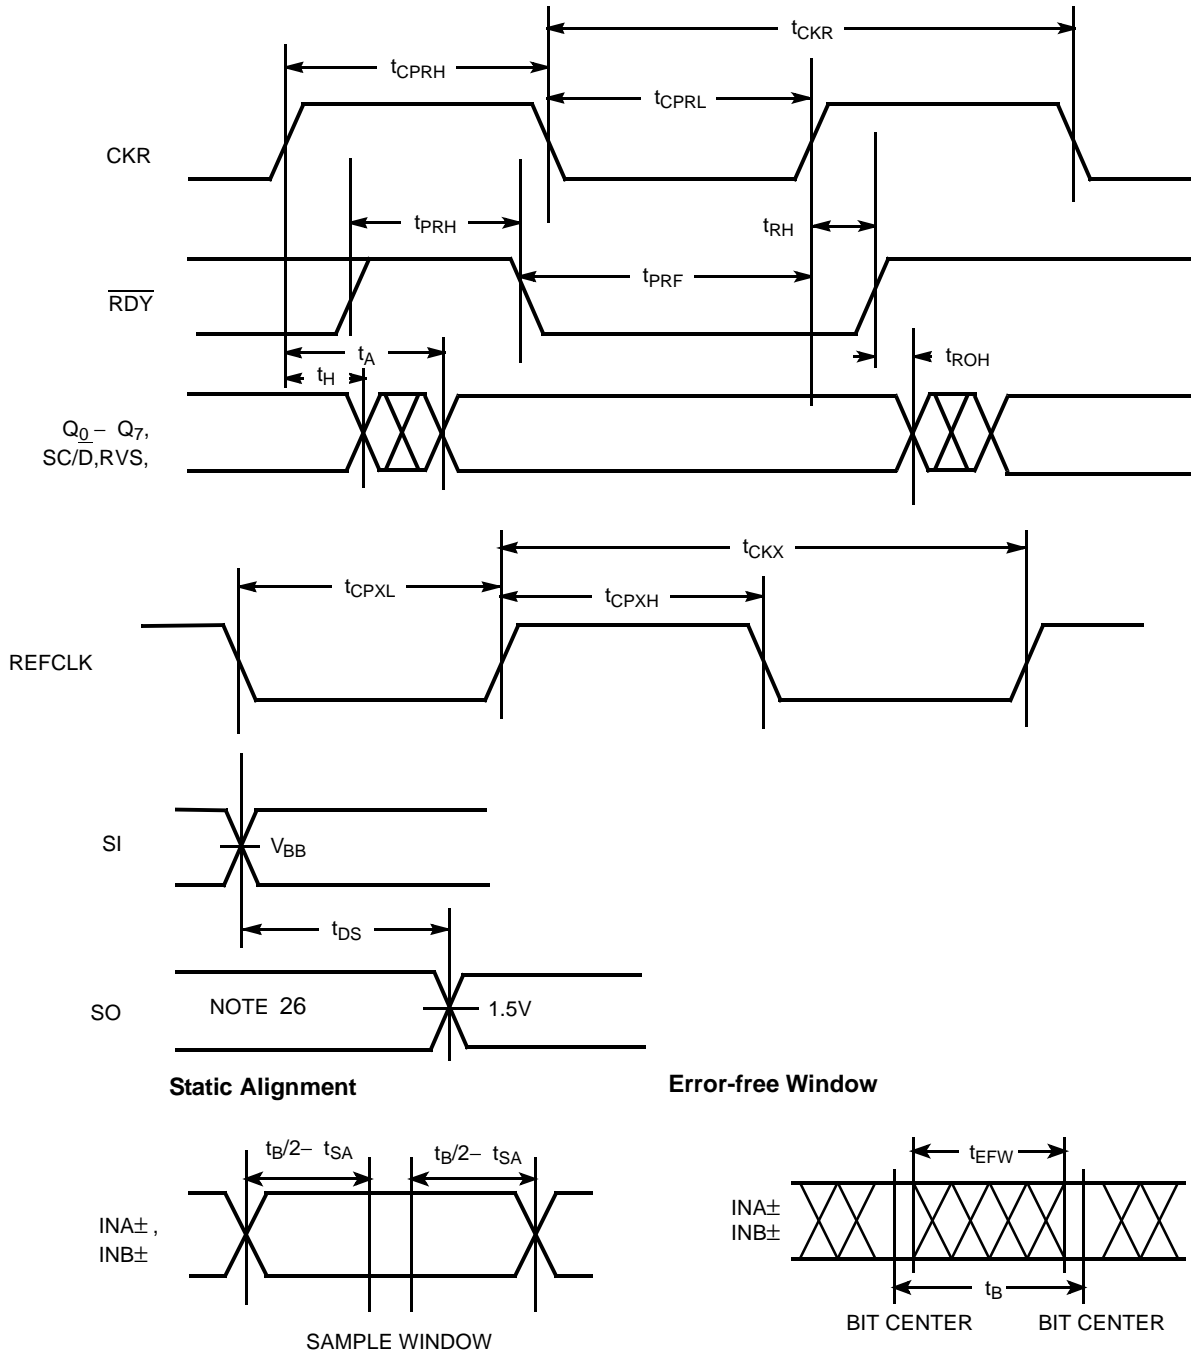 tCKR
tCPRH
tCPRL
CKR
tPRH
tRH
tPRF
RDY
tA
tROH
tH
Q0 – Q7,
SC/D,RVS,
tCKX
tCPXL
tCPXH
REFCLK
SI
VBB
tDS
NOTE 26
1.5V
SO
Static Alignment
Error-free Window
tB/2– tSA
tB/2– tSA
tEFW
INA± ,
INB±
INA±
INB±
tB
BIT CENTER
BIT CENTER
SAMPLE WINDOW